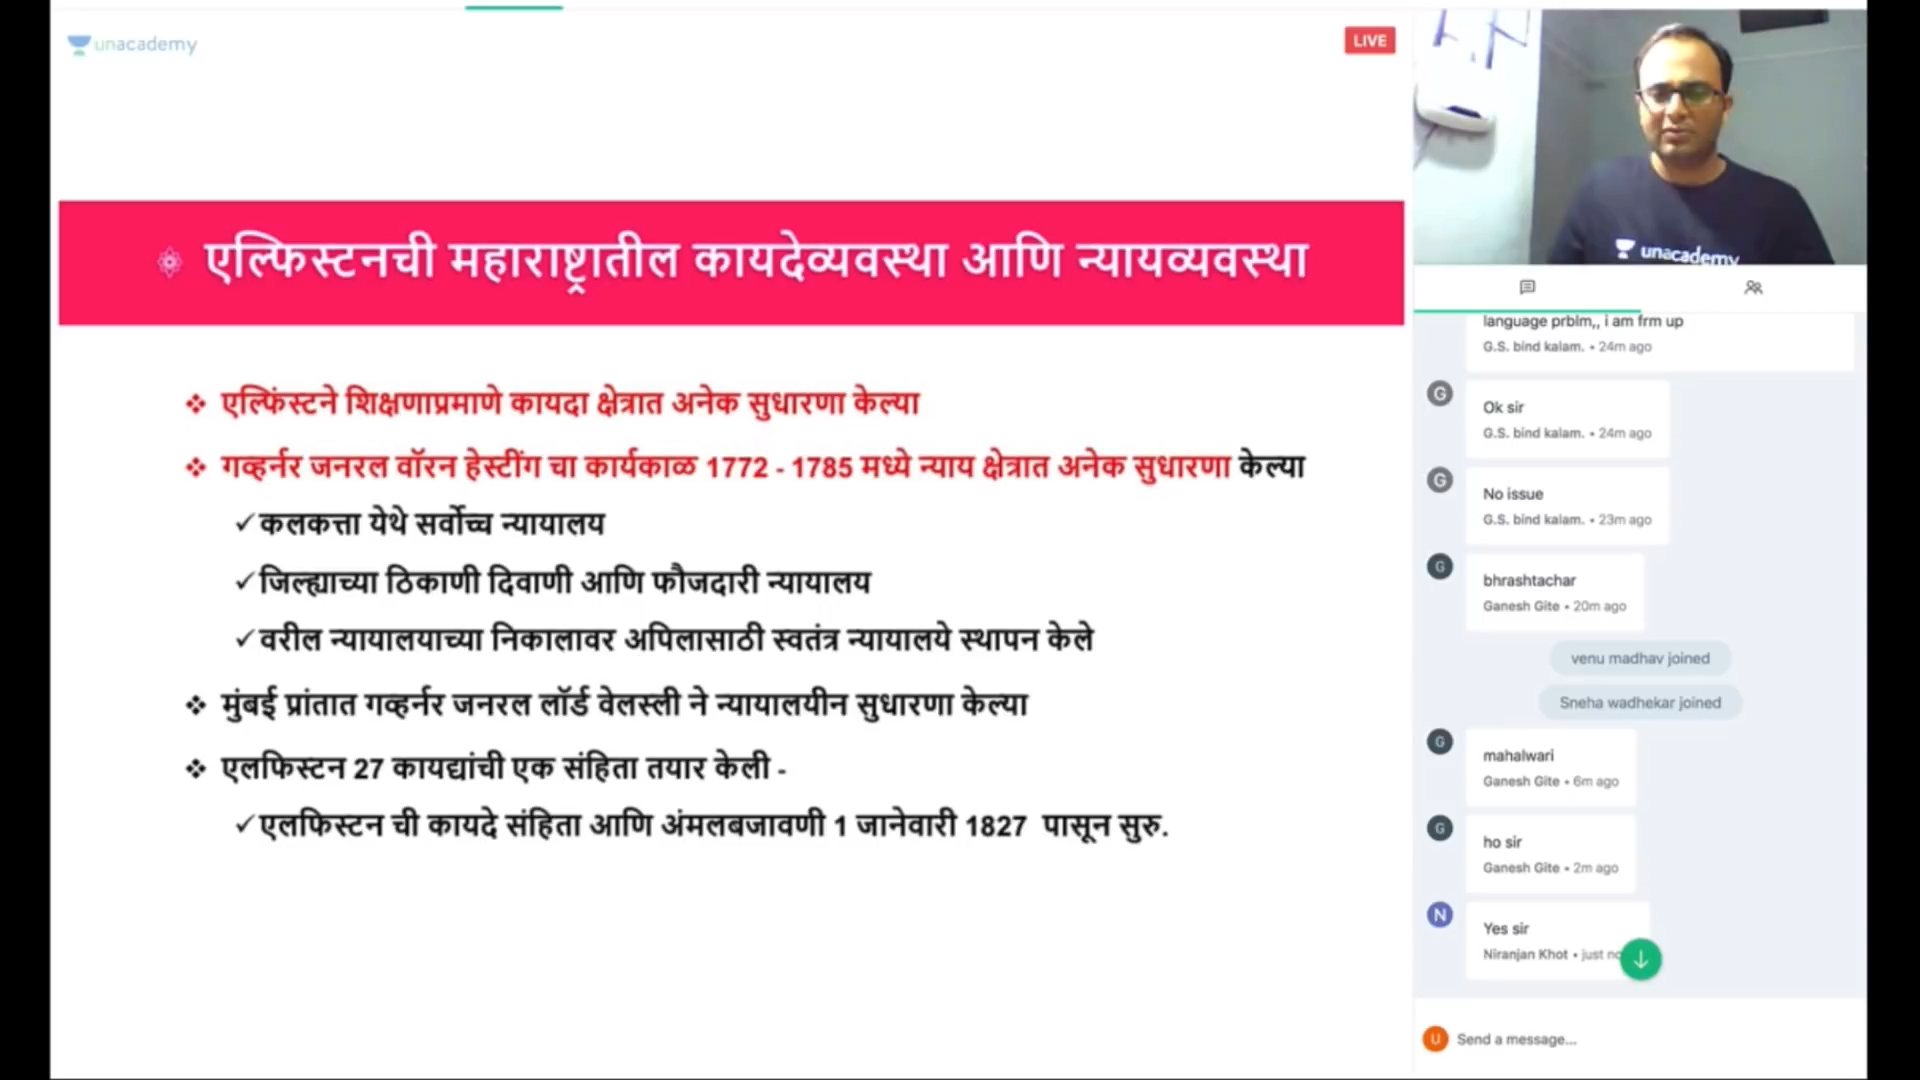 unacademy
LIVE
एल्फिस्टनची महाराष्ट्रातील कायदेव्यवस्था आणि न्यायव्यवस्था
एल्फिंस्टने शिक्षणाप्रमाणे कायदा क्षेत्रात अनेक सुधारणा केल्या
गव्हर्नर जनरल वॉरन हेस्टींग चा कार्यकाळ 1772 - 1785 मध्ये न्याय क्षेत्रात अनेक सुधारणा केल्या
✓कलकत्ता येथे सर्वोच्च न्यायालय
✓जिल्ह्याच्या ठिकाणी दिवाणी आणि फौजदारी न्यायालय
✓वरील न्यायालयाच्या निकालावर अपिलासाठी स्वतंत्र न्यायालये स्थापन केले
मुंबई प्रांतात गव्हर्नर जनरल लॉर्ड वेलस्ली ने न्यायालयीन सुधारणा केल्या
एलफिस्टन 27 कायद्यांची एक संहिता तयार केली -
✓एलफिस्टन ची कायदे संहिता आणि अंमलबजावणी 1 जानेवारी 1827 पासून सुरु.
unacademy
language prblm,, i am frm up
G.S. bind kalam. • 24m ago
G
Ok sir
G.S. bind kalam. • 24m ago
G
No issue
G.S. bind kalam. • 23m ago
G
bhrashtachar
Ganesh Gite • 20m ago
venu madhav joined
Sneha wadhekar joined
G
mahalwari
Ganesh Gite • 6m ago
G
ho sir
Ganesh Gite • 2m ago
N
Yes sir
Niranjan Khot • just no
U
Send a message...